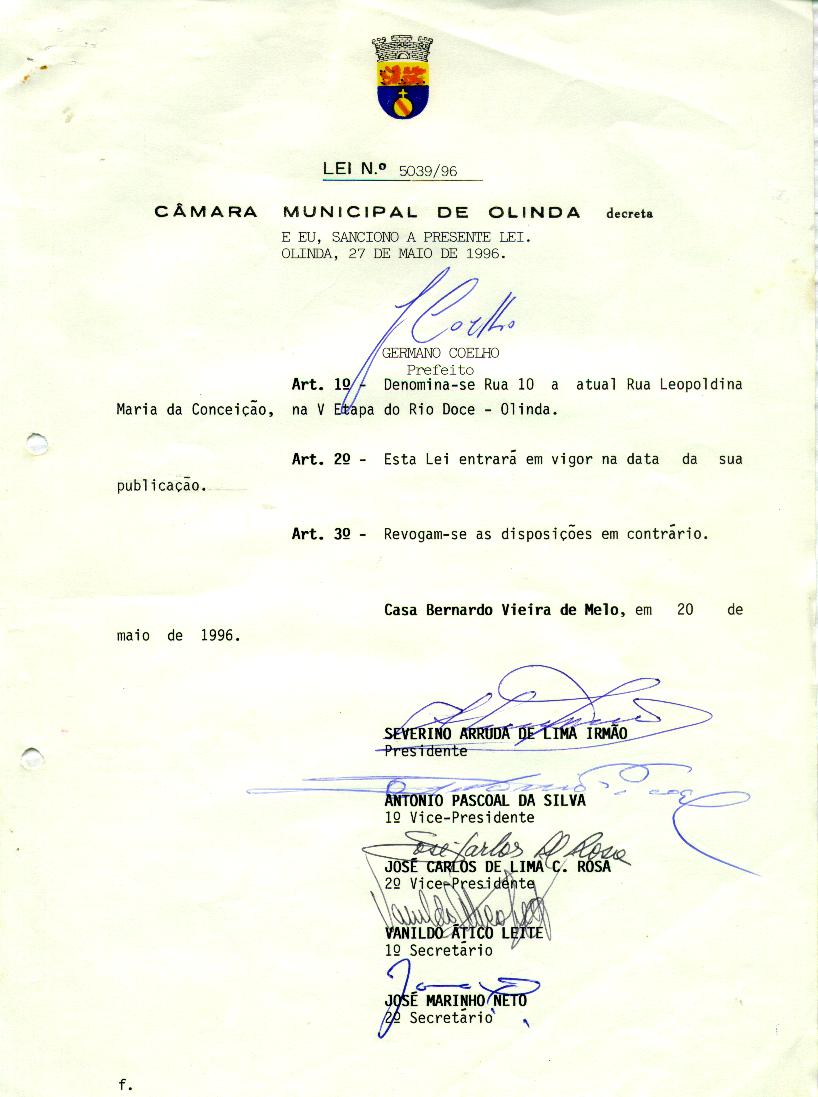 LEI N.º 5039/96
CÂMARA MUNICIPAL DE OLINDA decreta
E EU, SANCIONO A PRESENTE LEI.
OLINDA, 27 DE MAIO DE 1996.
J Coelho
GERMANO COELHO
Prefeito
Art. 1º - Denomina-se Rua 10 a atual Rua Leopoldina
Maria da Conceição, na V Etapa do Rio Doce - Olinda.
Art. 2º - Esta Lei entrará em vigor na data da sua
publicação.
Art. 3º - Revogam-se as disposições em contrário.
Casa Bernardo Vieira de Melo, em 20 de
maio de 1996.
SEVERINO ARRUDA DE LIMA IRMÃO
Presidente
ANTONIO PASCOAL DA SILVA
1º Vice-Presidente
José Carlos Rosa
JOSÉ CARLOS DE LIMA C. ROSA
2º Vice-Presidente
VANILDO ÁTICO LEITE
1º Secretário
JOSÉ MARINHO NETO
2º Secretário
f.